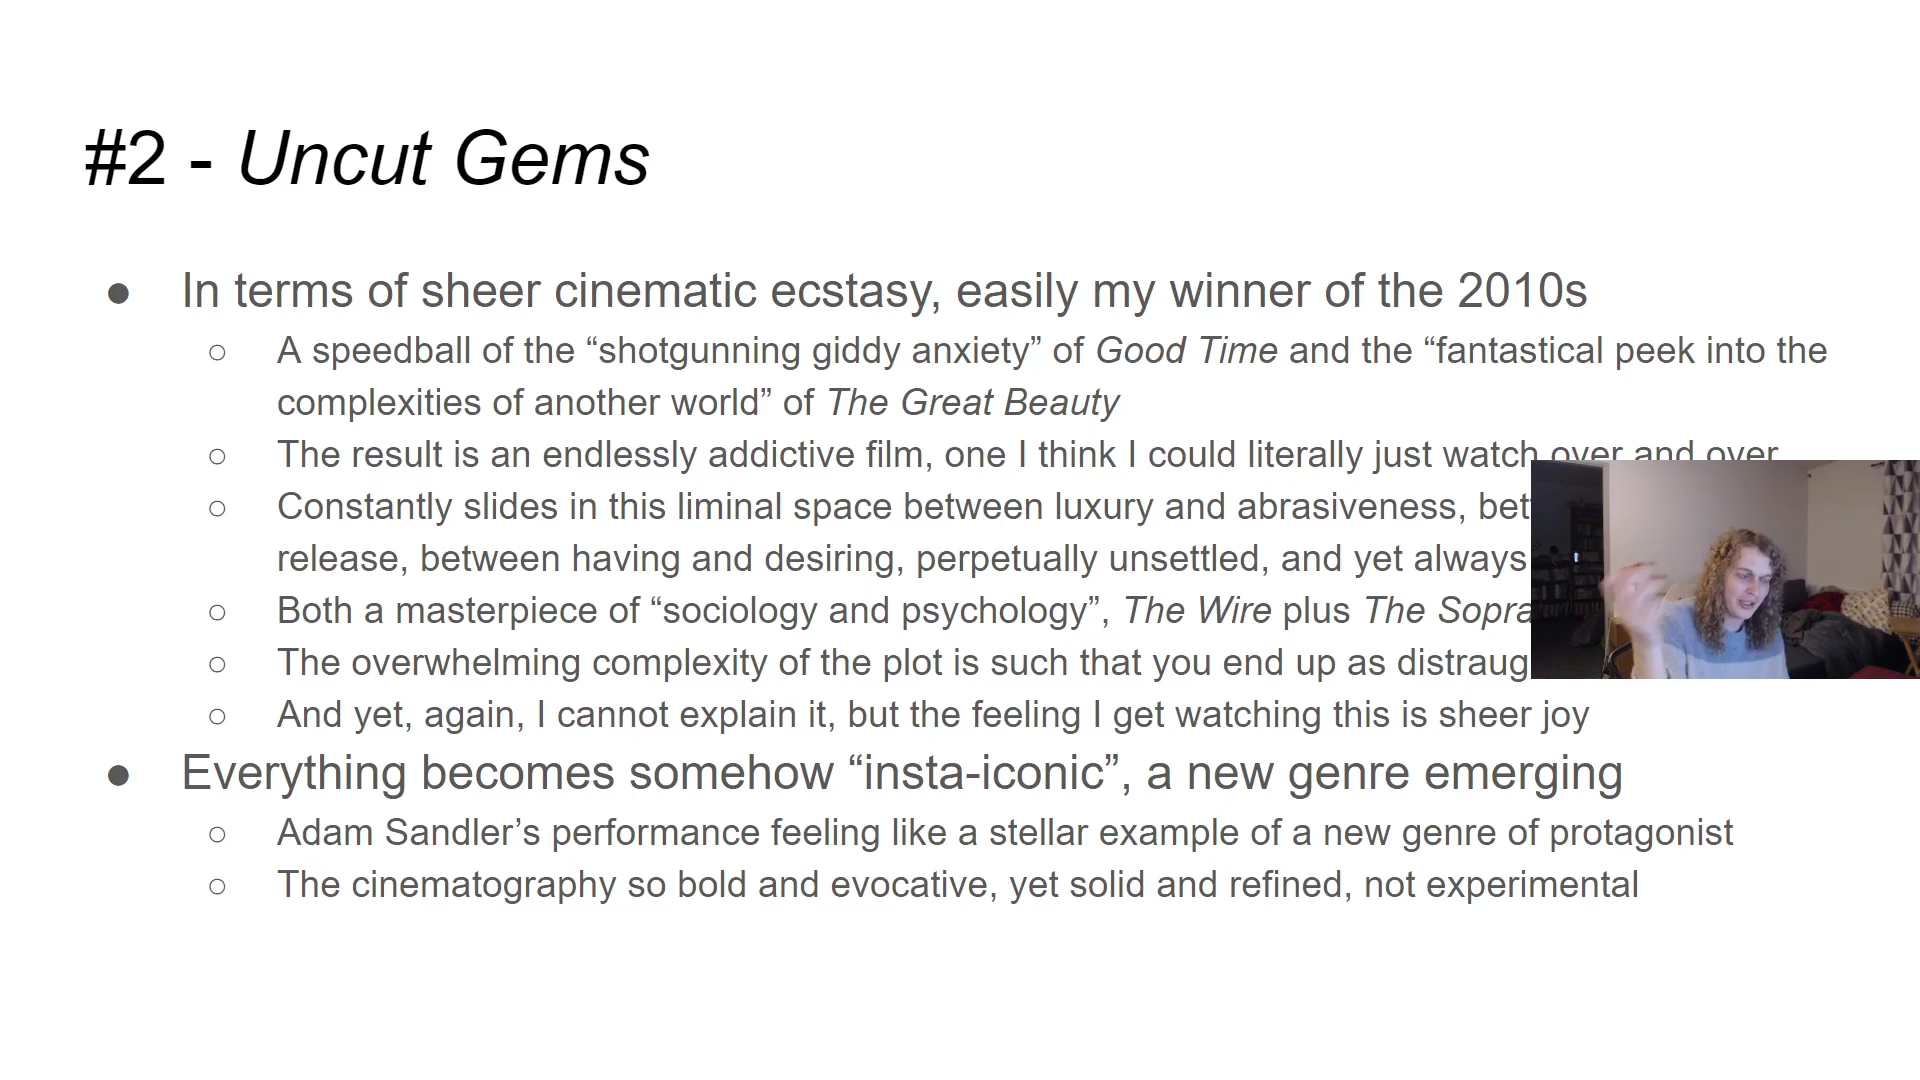 #2 - Uncut Gems
● In terms of sheer cinematic ecstasy, easily my winner of the 2010s
○ A speedball of the “shotgunning giddy anxiety” of Good Time and the “fantastical peek into the
complexities of another world” of The Great Beauty
○ The result is an endlessly addictive film, one I think I could literally just watch over and over
○ Constantly slides in this liminal space between luxury and abrasiveness,
release, between having and desiring, perpetually unsettled, and yet always
○ Both a masterpiece of “sociology and psychology”, The Wire plus The
○ The overwhelming complexity of the plot is such that you end up as
○ And yet, again, I cannot explain it, but the feeling I get watching this is sheer joy
● Everything becomes somehow “insta-iconic”, a new genre emerging
○ Adam Sandler’s performance feeling like a stellar example of a new genre of protagonist
○ The cinematography so bold and evocative, yet solid and refined, not experimental